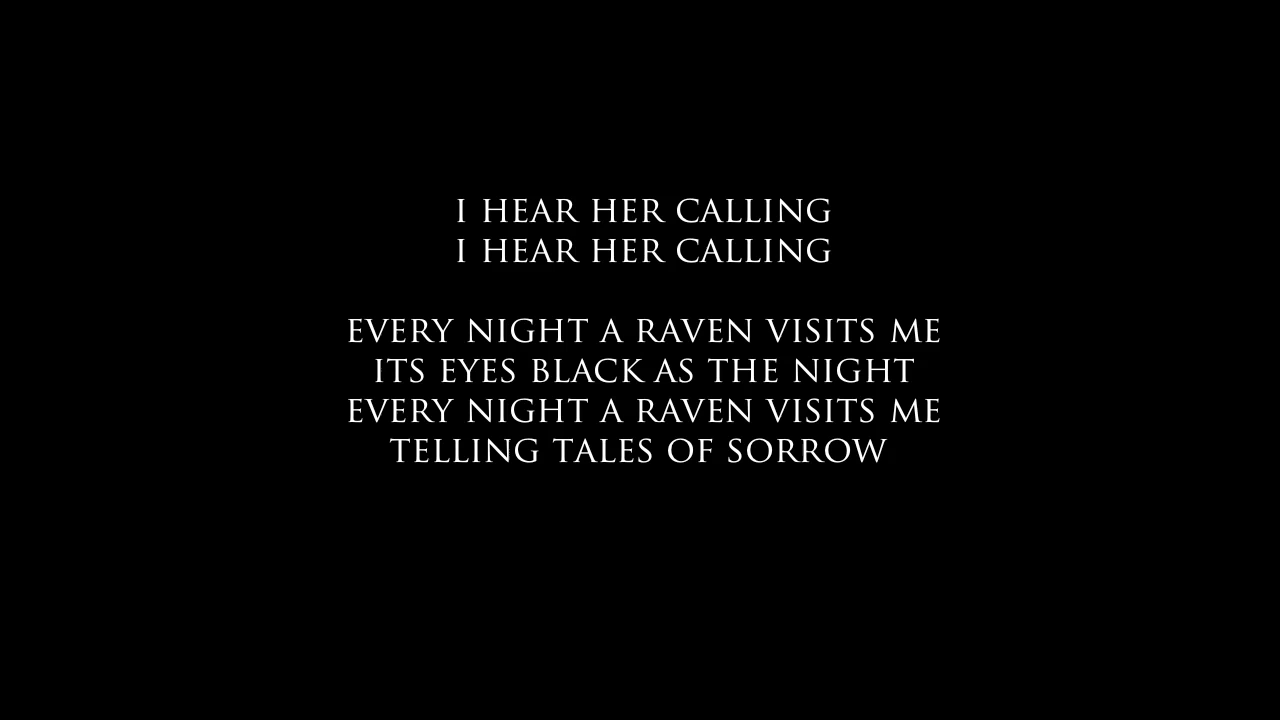 I HEAR HER CALLING
I HEAR HER CALLING
EVERY NIGHT A RAVEN VISITS ME
ITS EYES BLACK AS THE NIGHT
EVERY NIGHT A RAVEN VISITS ME
TELLING TALES OF SORROW